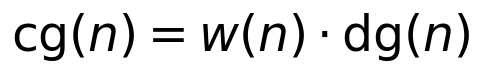 cg(n) = w(n) · dg(n)